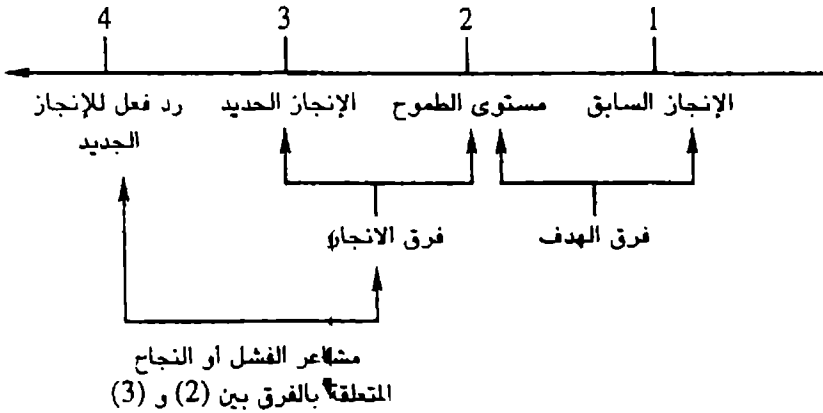 1 2 3 4
الإنجاز السابق
مستوى الطموح
الإنجاز الحديد
رد فعل للإنجاز
الجديد
فرق الهدف
فرق الانجاز
مشاعر الفشل أو النجاح
المتعلقة بالفرق بين (2) و (3)